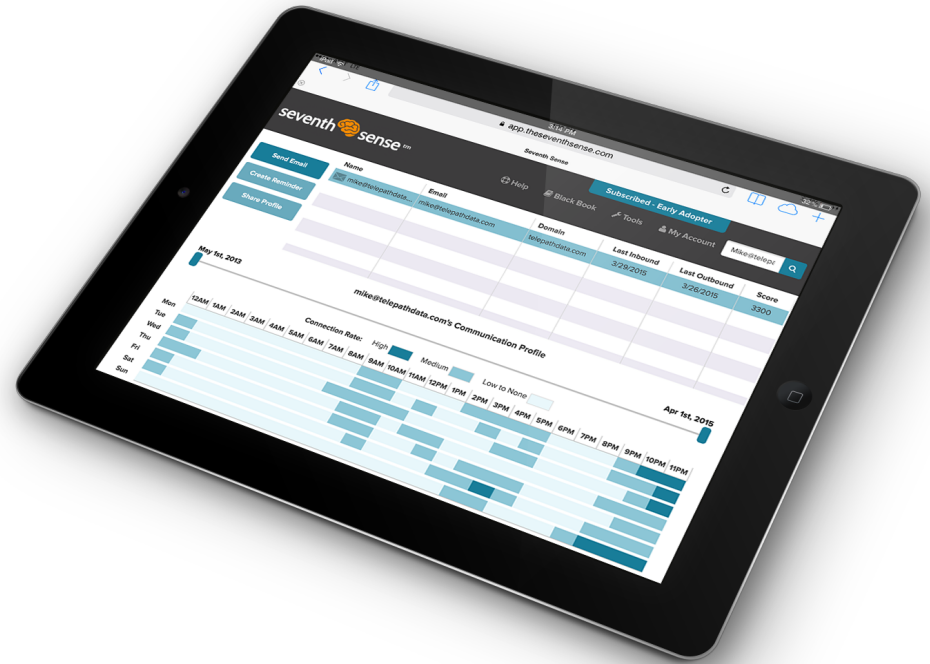 iPad
3:14 PM
32 %
app.theseventhsense.com
Seventh Sense
seventh sense TM
Subscribed - Early Adopter
Help
Black Book
Tools
My Account
Mike@telepa
Send Email
Create Reminder
Share Profile
Name Email Domain Last Inbound Last Outbound Score
mike@telepathdata... mike@telepathdata.com telepathdata.com 3/29/2015 3/26/2015 3300
May 1st, 2013
Apr 1st, 2015
mike@telepathdata.com's Communication Profile
Connection Rate: High Medium Low to None
12AM 1AM 2AM 3AM 4AM 5AM 6AM 7AM 8AM 9AM 10AM 11AM 12PM 1PM 2PM 3PM 4PM 5PM 6PM 7PM 8PM 9PM 10PM 11PM
Mon
Tue
Wed
Thu
Fri
Sat
Sun